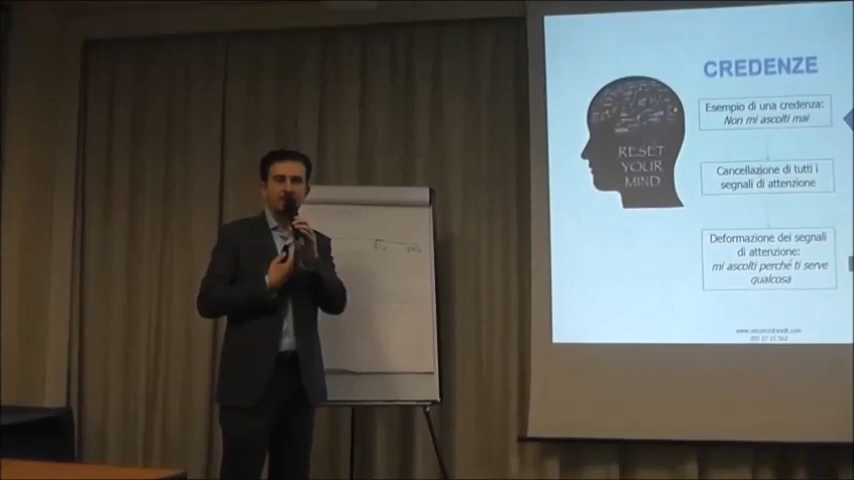 CREDENZE
RESET
YOUR
MIND
Esempio di una credenza:
Non mi ascolti mai
Cancellazione di tutti i
segnali di attenzione
Deformazione dei segnali
di attenzione:
mi ascolti perché ti serve
qualcosa